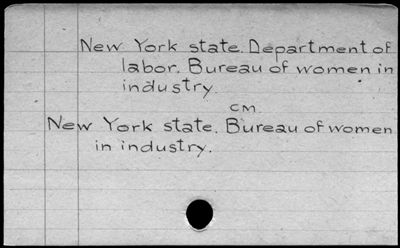 New York state. Department of
labor. Bureau of women in
industry
CM
New York state. Bureau of women
in industry.